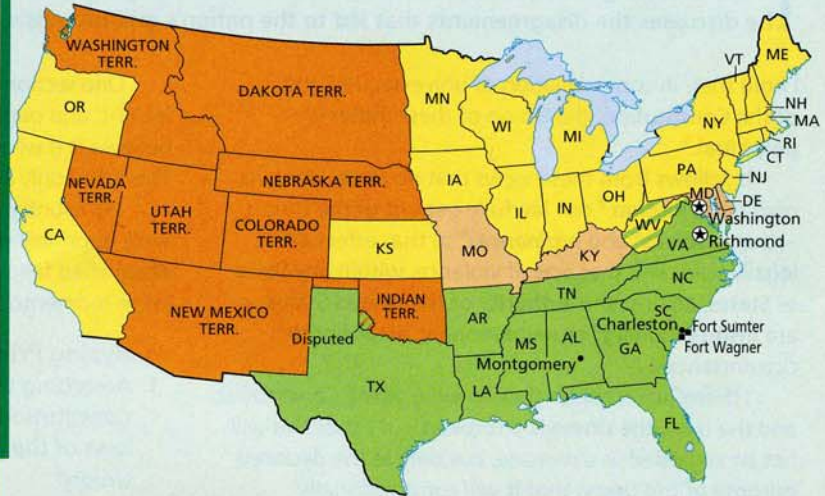 WASHINGTON
TERR.
OR
DAKOTA TERR.
MN
WI
MI
VT
ME
NH
MA
NY
RI
CT
NJ
PA
IA
NEBRASKA TERR.
NEVADA
TERR.
UTAH
TERR.
COLORADO
TERR.
CA
KS
MO
IL
IN
OH
WV
MD
DE
Washington
VA
Richmond
KY
NEW MEXICO
TERR.
INDIAN
TERR.
Disputed
AR
TN
NC
SC
Charleston
Fort Sumter
Fort Wagner
MS
AL
GA
Montgomery
TX
LA
FL